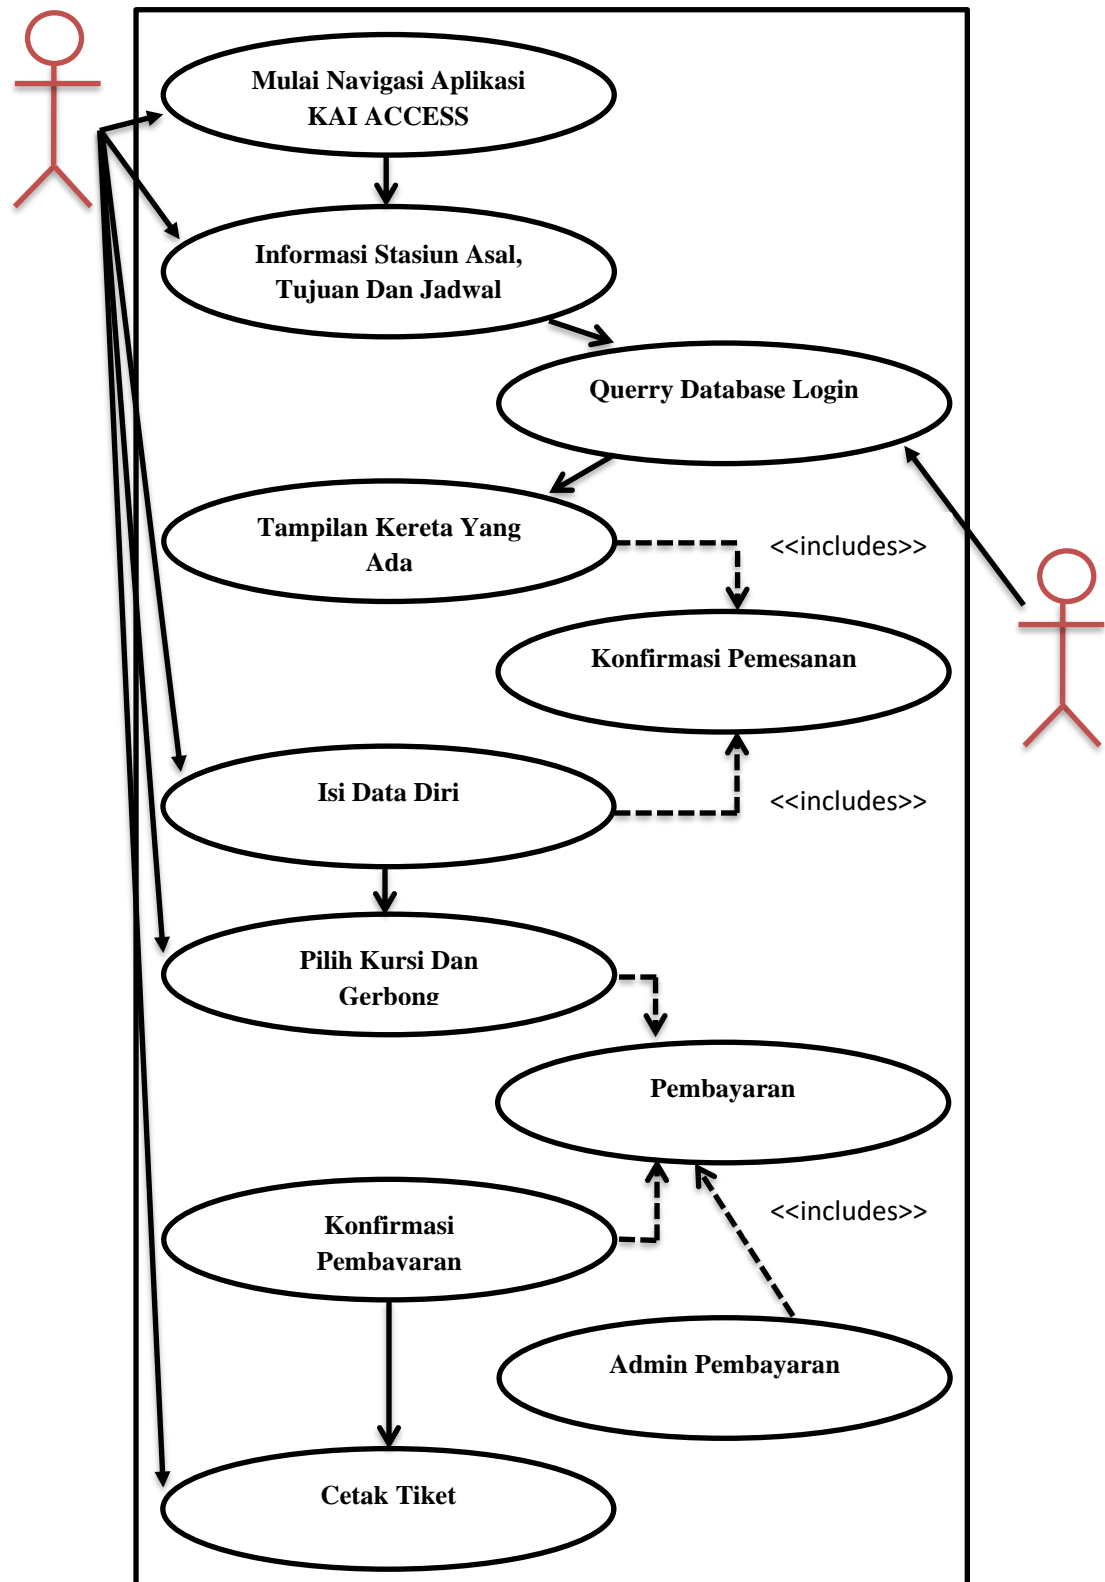 Mulai Navigasi Aplikasi
KAI ACCESS
Informasi Stasiun Asal,
Tujuan Dan Jadwal
Querry Database Login
Tampilan Kereta Yang
Ada
<<includes>>
Konfirmasi Pemesanan
Isi Data Diri
<<includes>>
Pilih Kursi Dan
Gerbong
Pembayaran
<<includes>>
Konfirmasi
Pembayaran
Admin Pembayaran
Cetak Tiket